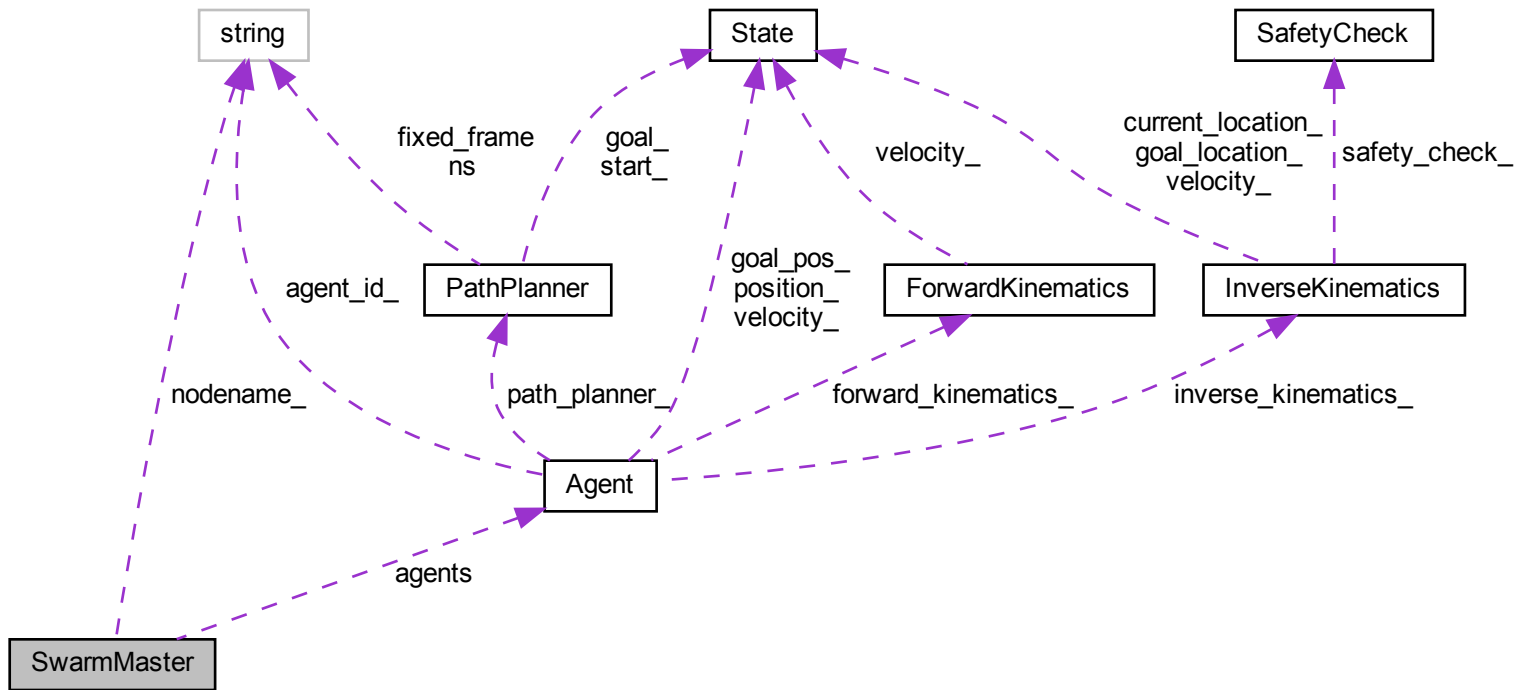 string
State
SafetyCheck
fixed_frame
ns
goal_
start_
velocity_
current_location_
goal_location_
velocity_
safety_check_
agent_id_
PathPlanner
goal_pos_
position_
velocity_
ForwardKinematics
InverseKinematics
nodename_
path_planner_
forward_kinematics_
inverse_kinematics_
Agent
agents
SwarmMaster